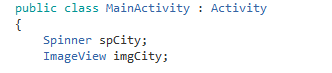 public class MainActivity : Activity
{
Spinner spCity;
ImageView imgCity;